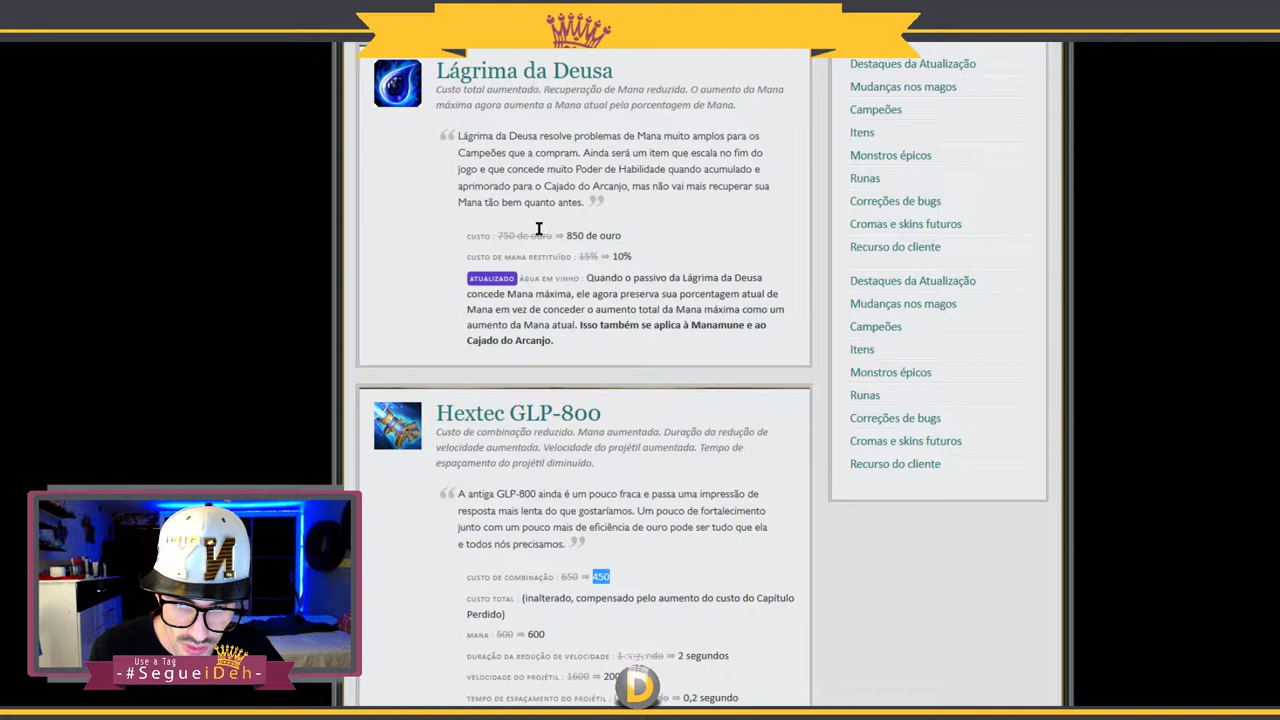 Lágrima da Deusa
Custo total aumentado. Recuperação de Mana reduzida. O aumento da Mana
máxima agora aumenta a Mana atual pela porcentagem de Mana.
Lágrima da Deusa resolve problemas de Mana muito amplos para os
Campeões que a compram. Ainda será um item que escala no fim do
jogo e que concede muito Poder de Habilidade quando acumulado e
aprimorado para o Cajado do Arcanjo, mas não vai mais recuperar sua
Mana tão bem quanto antes.
CUSTO : 750 de ouro ⇒ 850 de ouro
CUSTO DE MANA RESTITUÍDO : 15% ⇒ 10%
ATUALIZADO ÁGUA EM VINHO : Quando o passivo da Lágrima da Deusa
concede Mana máxima, ele agora preserva sua porcentagem atual de
Mana em vez de conceder o aumento total da Mana máxima como um
aumento da Mana atual. Isso também se aplica à Manamune e ao
Cajado do Arcanjo.
Hextec GLP-800
Custo de combinação reduzido. Mana aumentada. Duração da redução de
velocidade aumentada. Velocidade do projétil aumentada. Tempo de
espaçamento do projétil diminuído.
A antiga GLP-800 ainda é um pouco fraca e passa uma impressão de
resposta mais lenta do que gostaríamos. Um pouco de fortalecimento
junto com um pouco mais de eficiência de ouro pode ser tudo que ela
e todos nós precisamos.
CUSTO DE COMBINAÇÃO : 650 ⇒ 450
CUSTO TOTAL : (inalterado, compensado pelo aumento do custo do Capítulo
Perdido)
MANA : 500 ⇒ 600
DURAÇÃO DA REDUÇÃO DE VELOCIDADE : 1 segundo ⇒ 2 segundos
VELOCIDADE DO PROJÉTIL : 1600 ⇒
TEMPO DE ESPAÇAMENTO DO PROJÉTIL : ⇒ 0,2 segundo
Destaques da Atualização
Mudanças nos magos
Campeões
Itens
Monstros épicos
Runas
Correções de bugs
Cromas e skins futuros
Recurso do cliente
Destaques da Atualização
Mudanças nos magos
Campeões
Itens
Monstros épicos
Runas
Correções de bugs
Cromas e skins futuros
Recurso do cliente
Use a Tag
-#SegueiDeh-
D